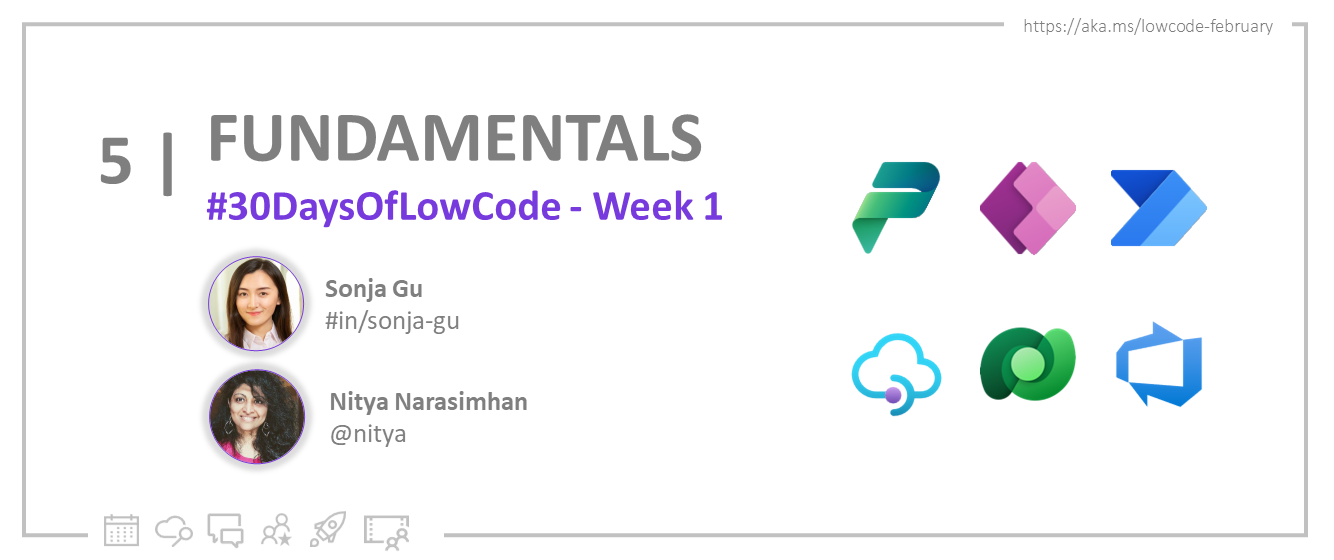 https://aka.ms/lowcode-february
5 | FUNDAMENTALS
#30DaysOfLowCode - Week 1
Sonja Gu
#in/sonja-gu
Nitya Narasimhan
@nitya